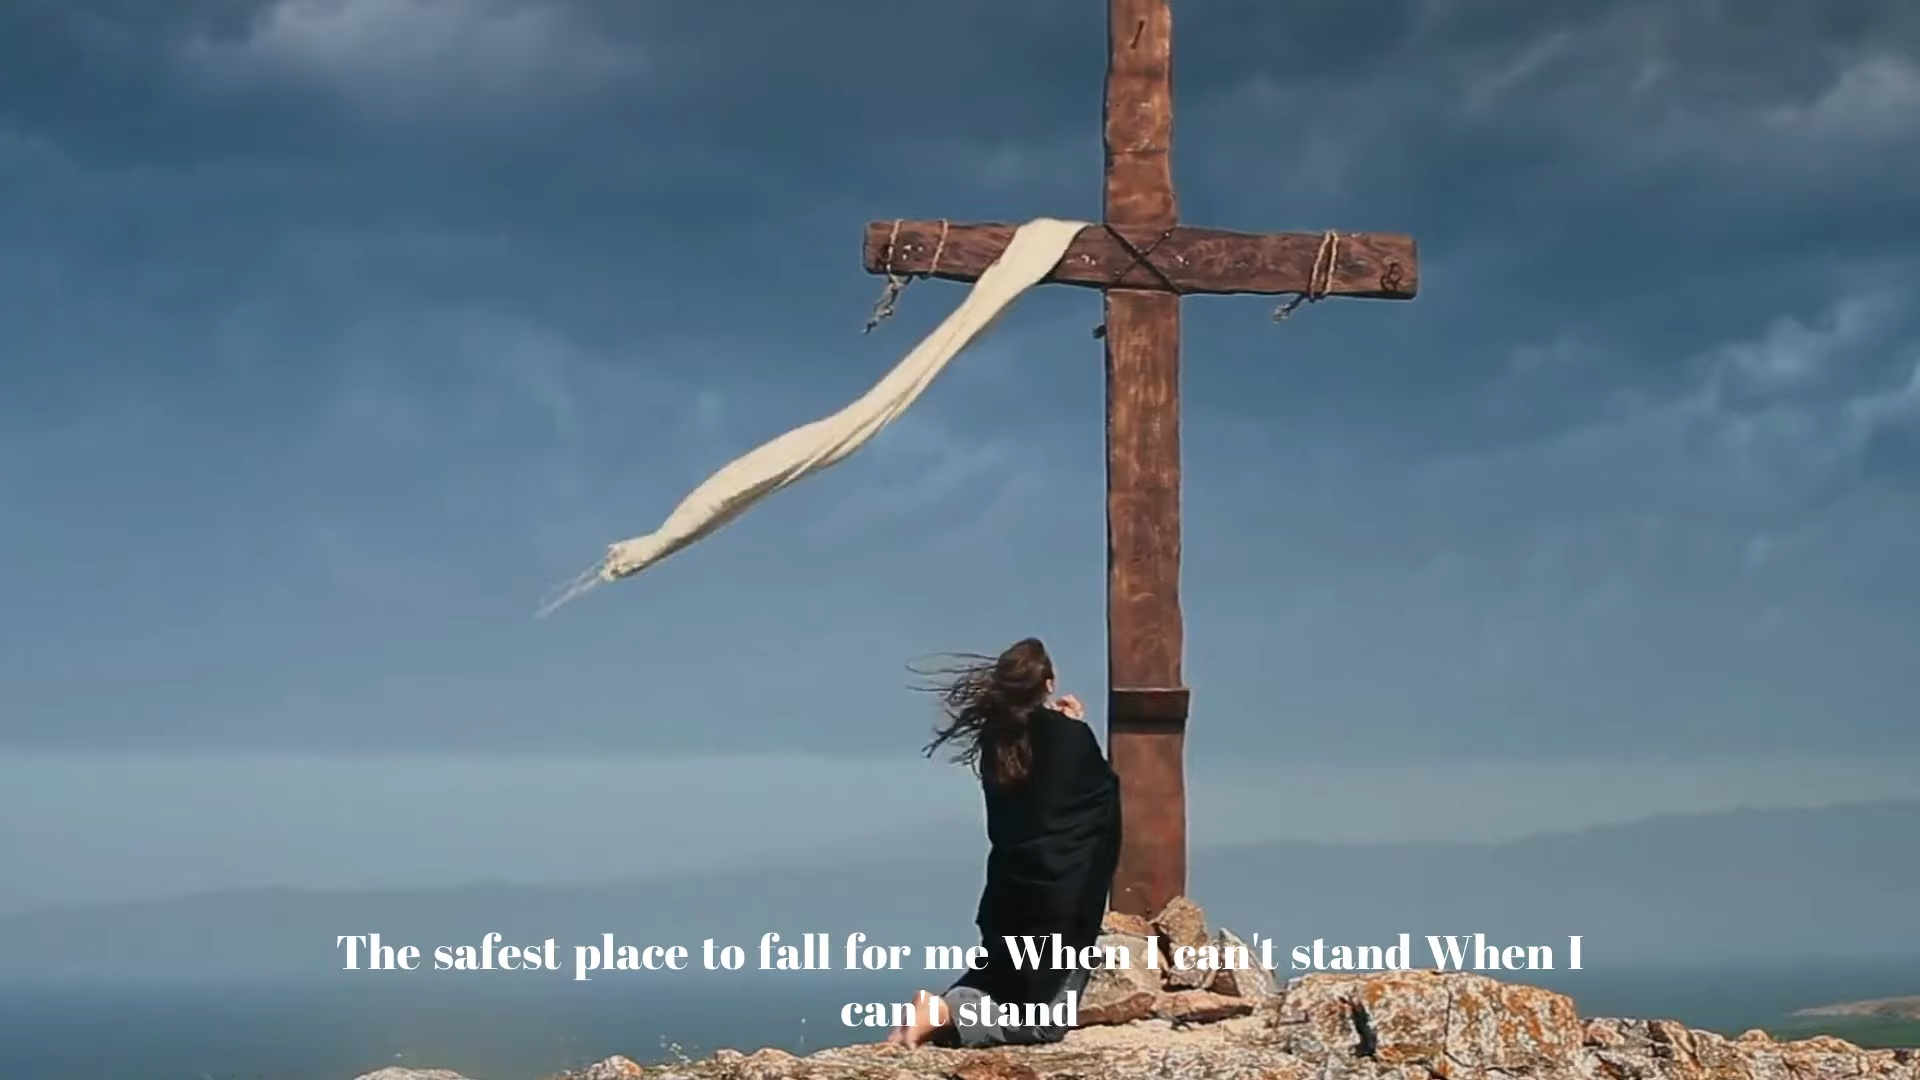 The safest place to fall for me When I can't stand When I
can't stand